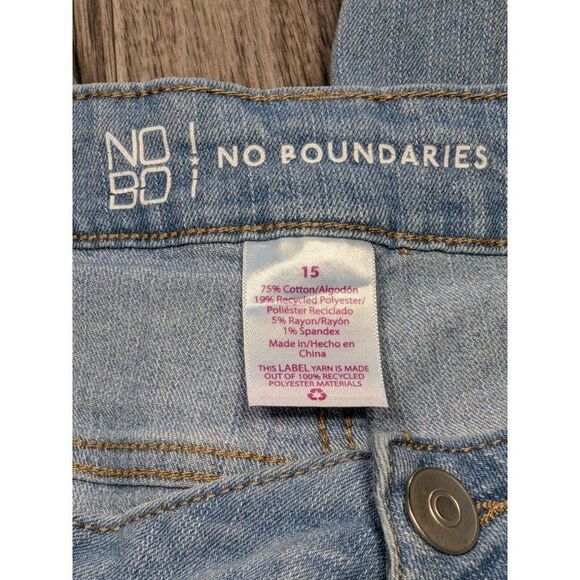 NO BO NO BOUNDARIES
15
75% Cotton/Algodón
19% Recycled Polyester/
Poliéster Reciclado
5% Rayon/Rayón
1% Spandex
Made in/Hecho en
China
THIS LABEL YARN IS MADE
OUT OF 100% RECYCLED
POLYESTER MATERIALS